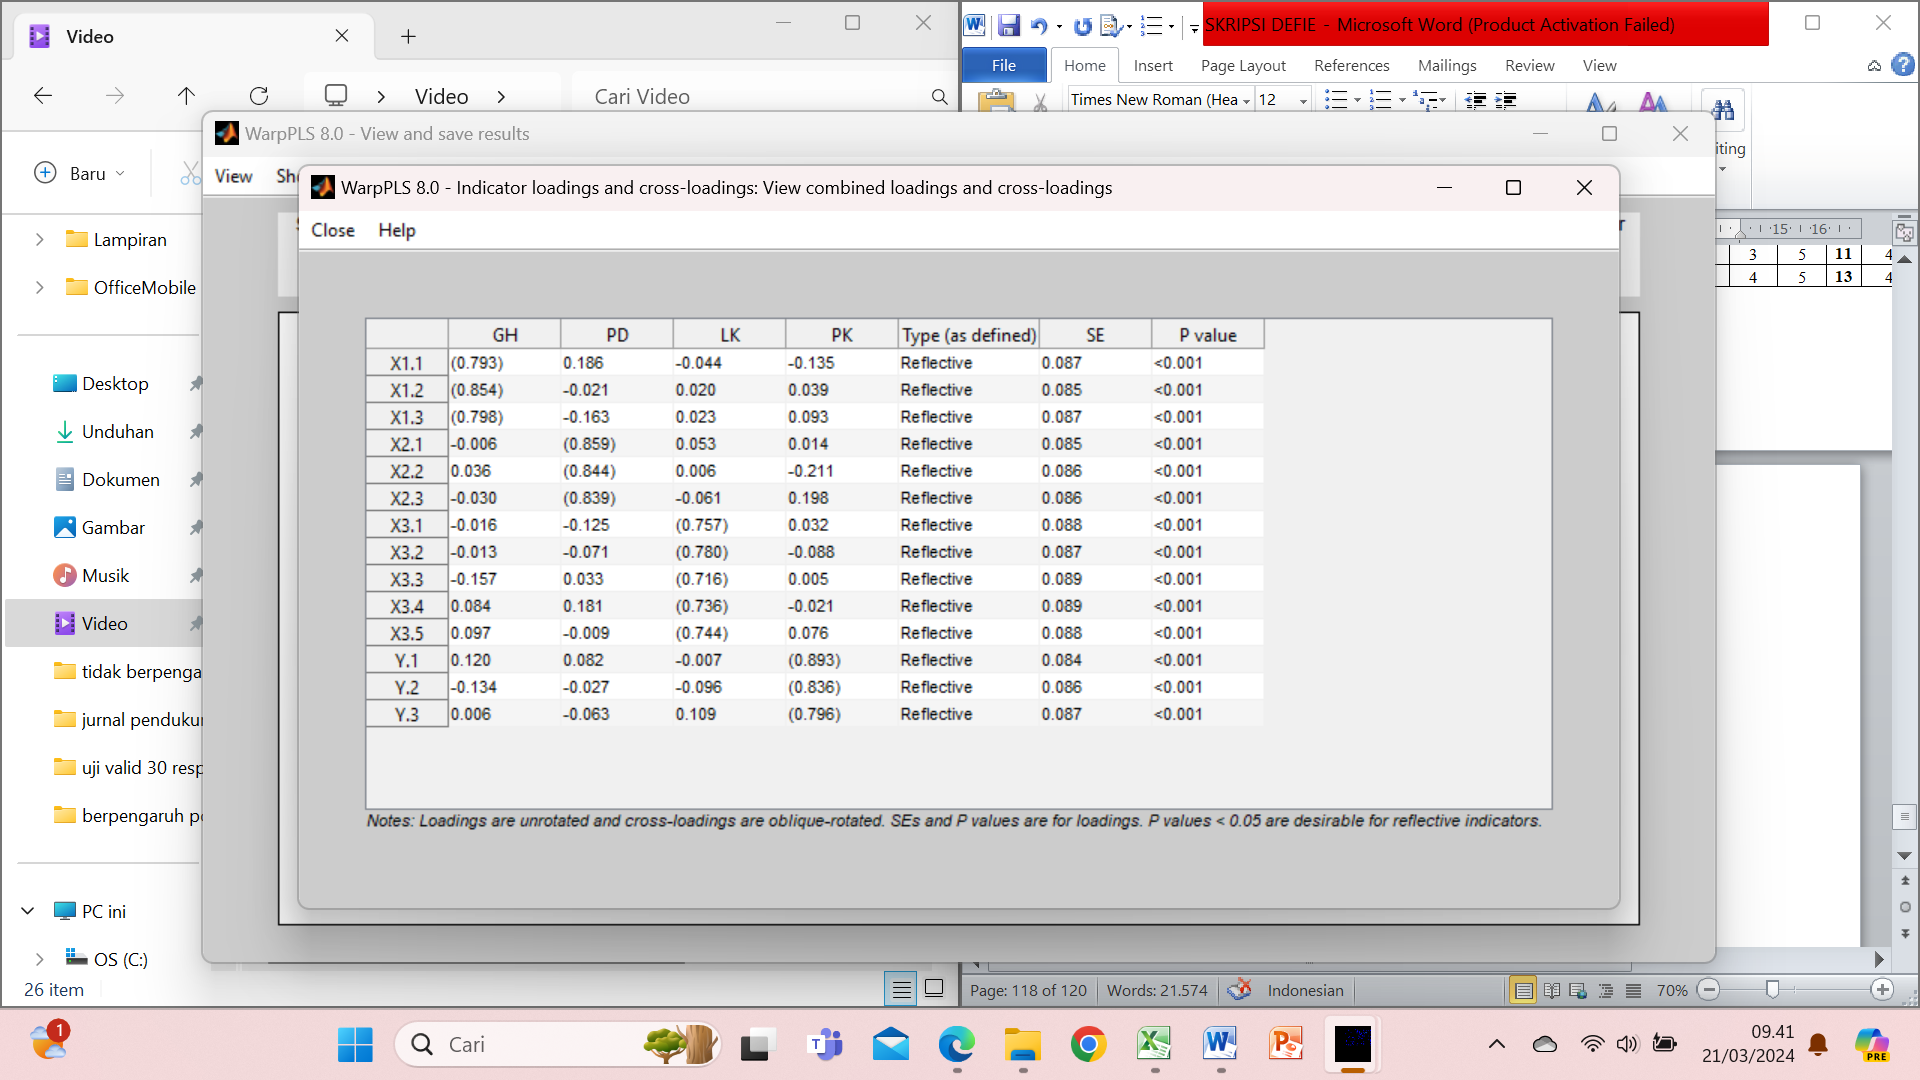 Video
SKRIPSI DEFIE - Microsoft Word (Product Activation Failed)
File Home Insert Page Layout References Mailings Review View
Video
Cari Video
Times New Roman (Hea 12
WarpPLS 8.0 - View and save results
iting
Baru
View
WarpPLS 8.0 - Indicator loadings and cross-loadings: View combined loadings and cross-loadings
Close Help
15 16
3 5 11 4
4 5 13 4
Lampiran
OfficeMobile
Desktop
Unduhan
Dokumen
Gambar
Musik
Video
tidak berpenga
jurnal pendukur
uji valid 30 resp
berpengaruh po
PC ini
OS (C:)
26 item
GH PD LK PK Type (as defined) SE P value
X1.1 (0.793) 0.186 -0.044 -0.135 Reflective 0.087 <0.001
X1.2 (0.854) -0.021 0.020 0.039 Reflective 0.085 <0.001
X1.3 (0.798) -0.163 0.023 0.093 Reflective 0.087 <0.001
X2.1 -0.006 (0.859) 0.053 0.014 Reflective 0.085 <0.001
X2.2 0.036 (0.844) 0.006 -0.211 Reflective 0.086 <0.001
X2.3 -0.030 (0.839) -0.061 0.198 Reflective 0.086 <0.001
X3.1 -0.016 -0.125 (0.757) 0.032 Reflective 0.088 <0.001
X3.2 -0.013 -0.071 (0.780) -0.088 Reflective 0.087 <0.001
X3.3 -0.157 0.033 (0.716) 0.005 Reflective 0.089 <0.001
X3.4 0.084 0.181 (0.736) -0.021 Reflective 0.089 <0.001
X3.5 0.097 -0.009 (0.744) 0.076 Reflective 0.088 <0.001
Y.1 0.120 0.082 -0.007 (0.893) Reflective 0.084 <0.001
Y.2 -0.134 -0.027 -0.096 (0.836) Reflective 0.086 <0.001
Y.3 0.006 -0.063 0.109 (0.796) Reflective 0.087 <0.001
Notes: Loadings are unrotated and cross-loadings are oblique-rotated. SEs and P values are for loadings. P values < 0.05 are desirable for reflective indicators.
Page: 118 of 120 Words: 21.574 Indonesian 70%
1
Cari
PRE
09.41
21/03/2024